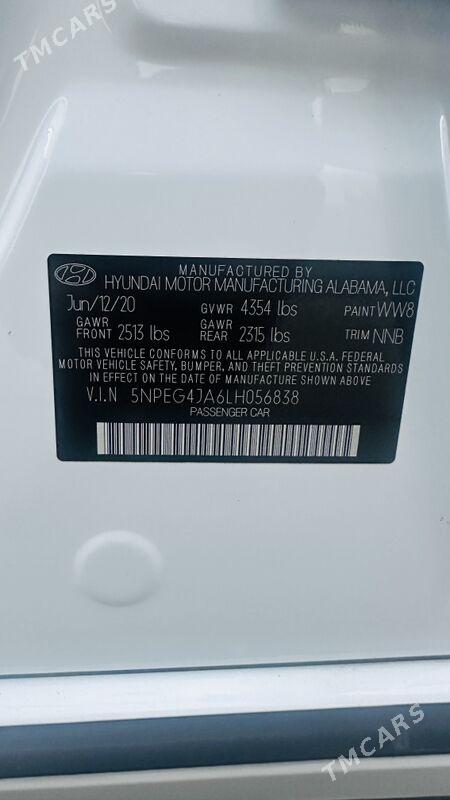 TMCARS
MANUFACTURED BY
HYUNDAI MOTOR MANUFACTURING ALABAMA, LLC
Jun/12/20 GVWR 4354 lbs PAINT WW8
GAWR FRONT 2513 lbs GAWR REAR 2315 lbs TRIM NNB
THIS VEHICLE CONFORMS TO ALL APPLICABLE U.S.A. FEDERAL
MOTOR VEHICLE SAFETY, BUMPER, AND THEFT PREVENTION STANDARDS
IN EFFECT ON THE DATE OF MANUFACTURE SHOWN ABOVE
V.I.N 5NPEG4JA6LH056838
PASSENGER CAR
TMCARS